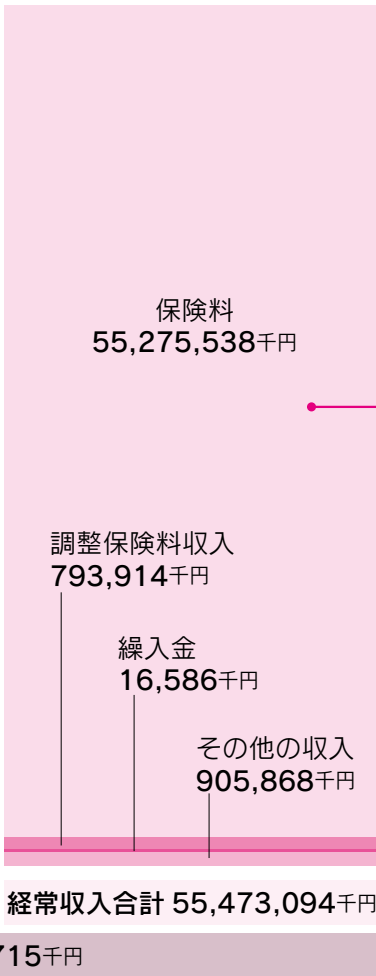 保険料
55,275,538千円
調整保険料収入
793,914千円
繰入金
16,586千円
その他の収入
905,868千円
経常収入合計 55,473,094千円
715千円